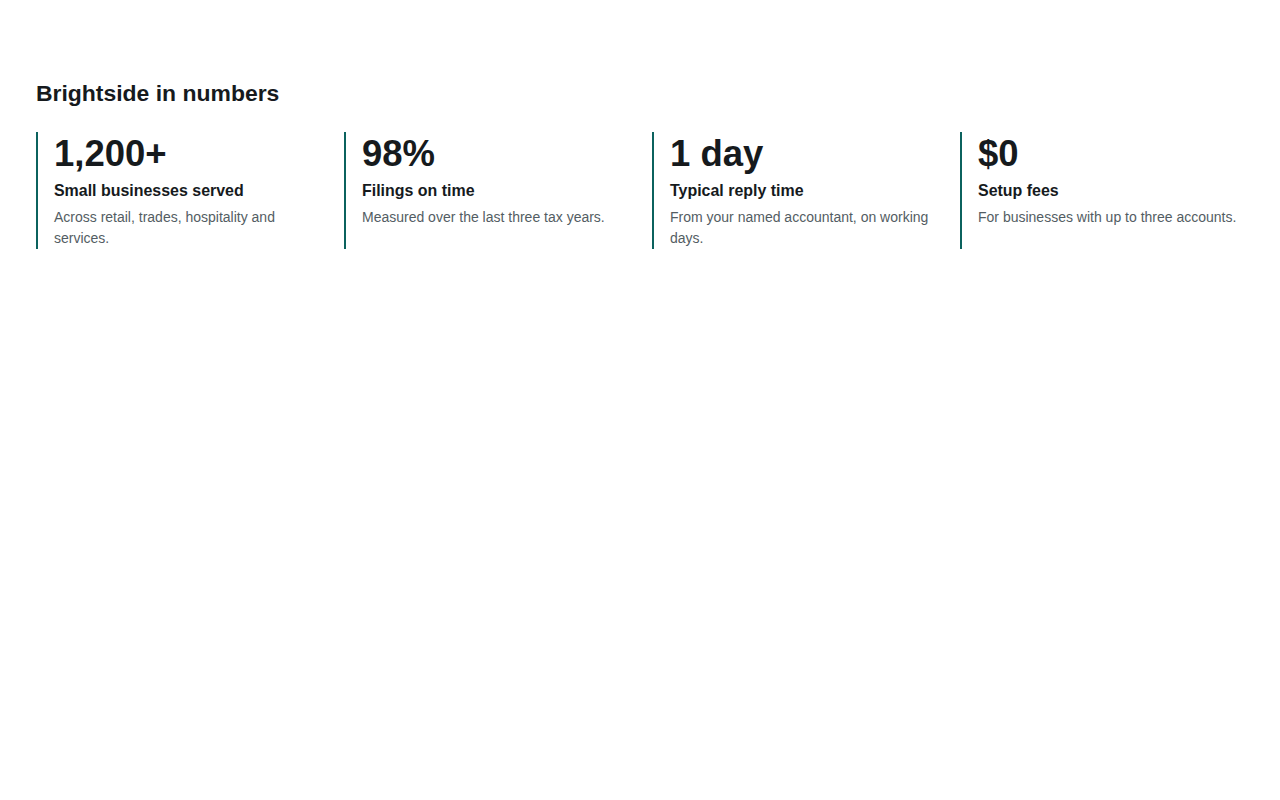 Brightside in numbers
1,200+
Small businesses served
Across retail, trades, hospitality and
services.
98%
Filings on time
Measured over the last three tax years.
1 day
Typical reply time
From your named accountant, on working
days.
$0
Setup fees
For businesses with up to three accounts.